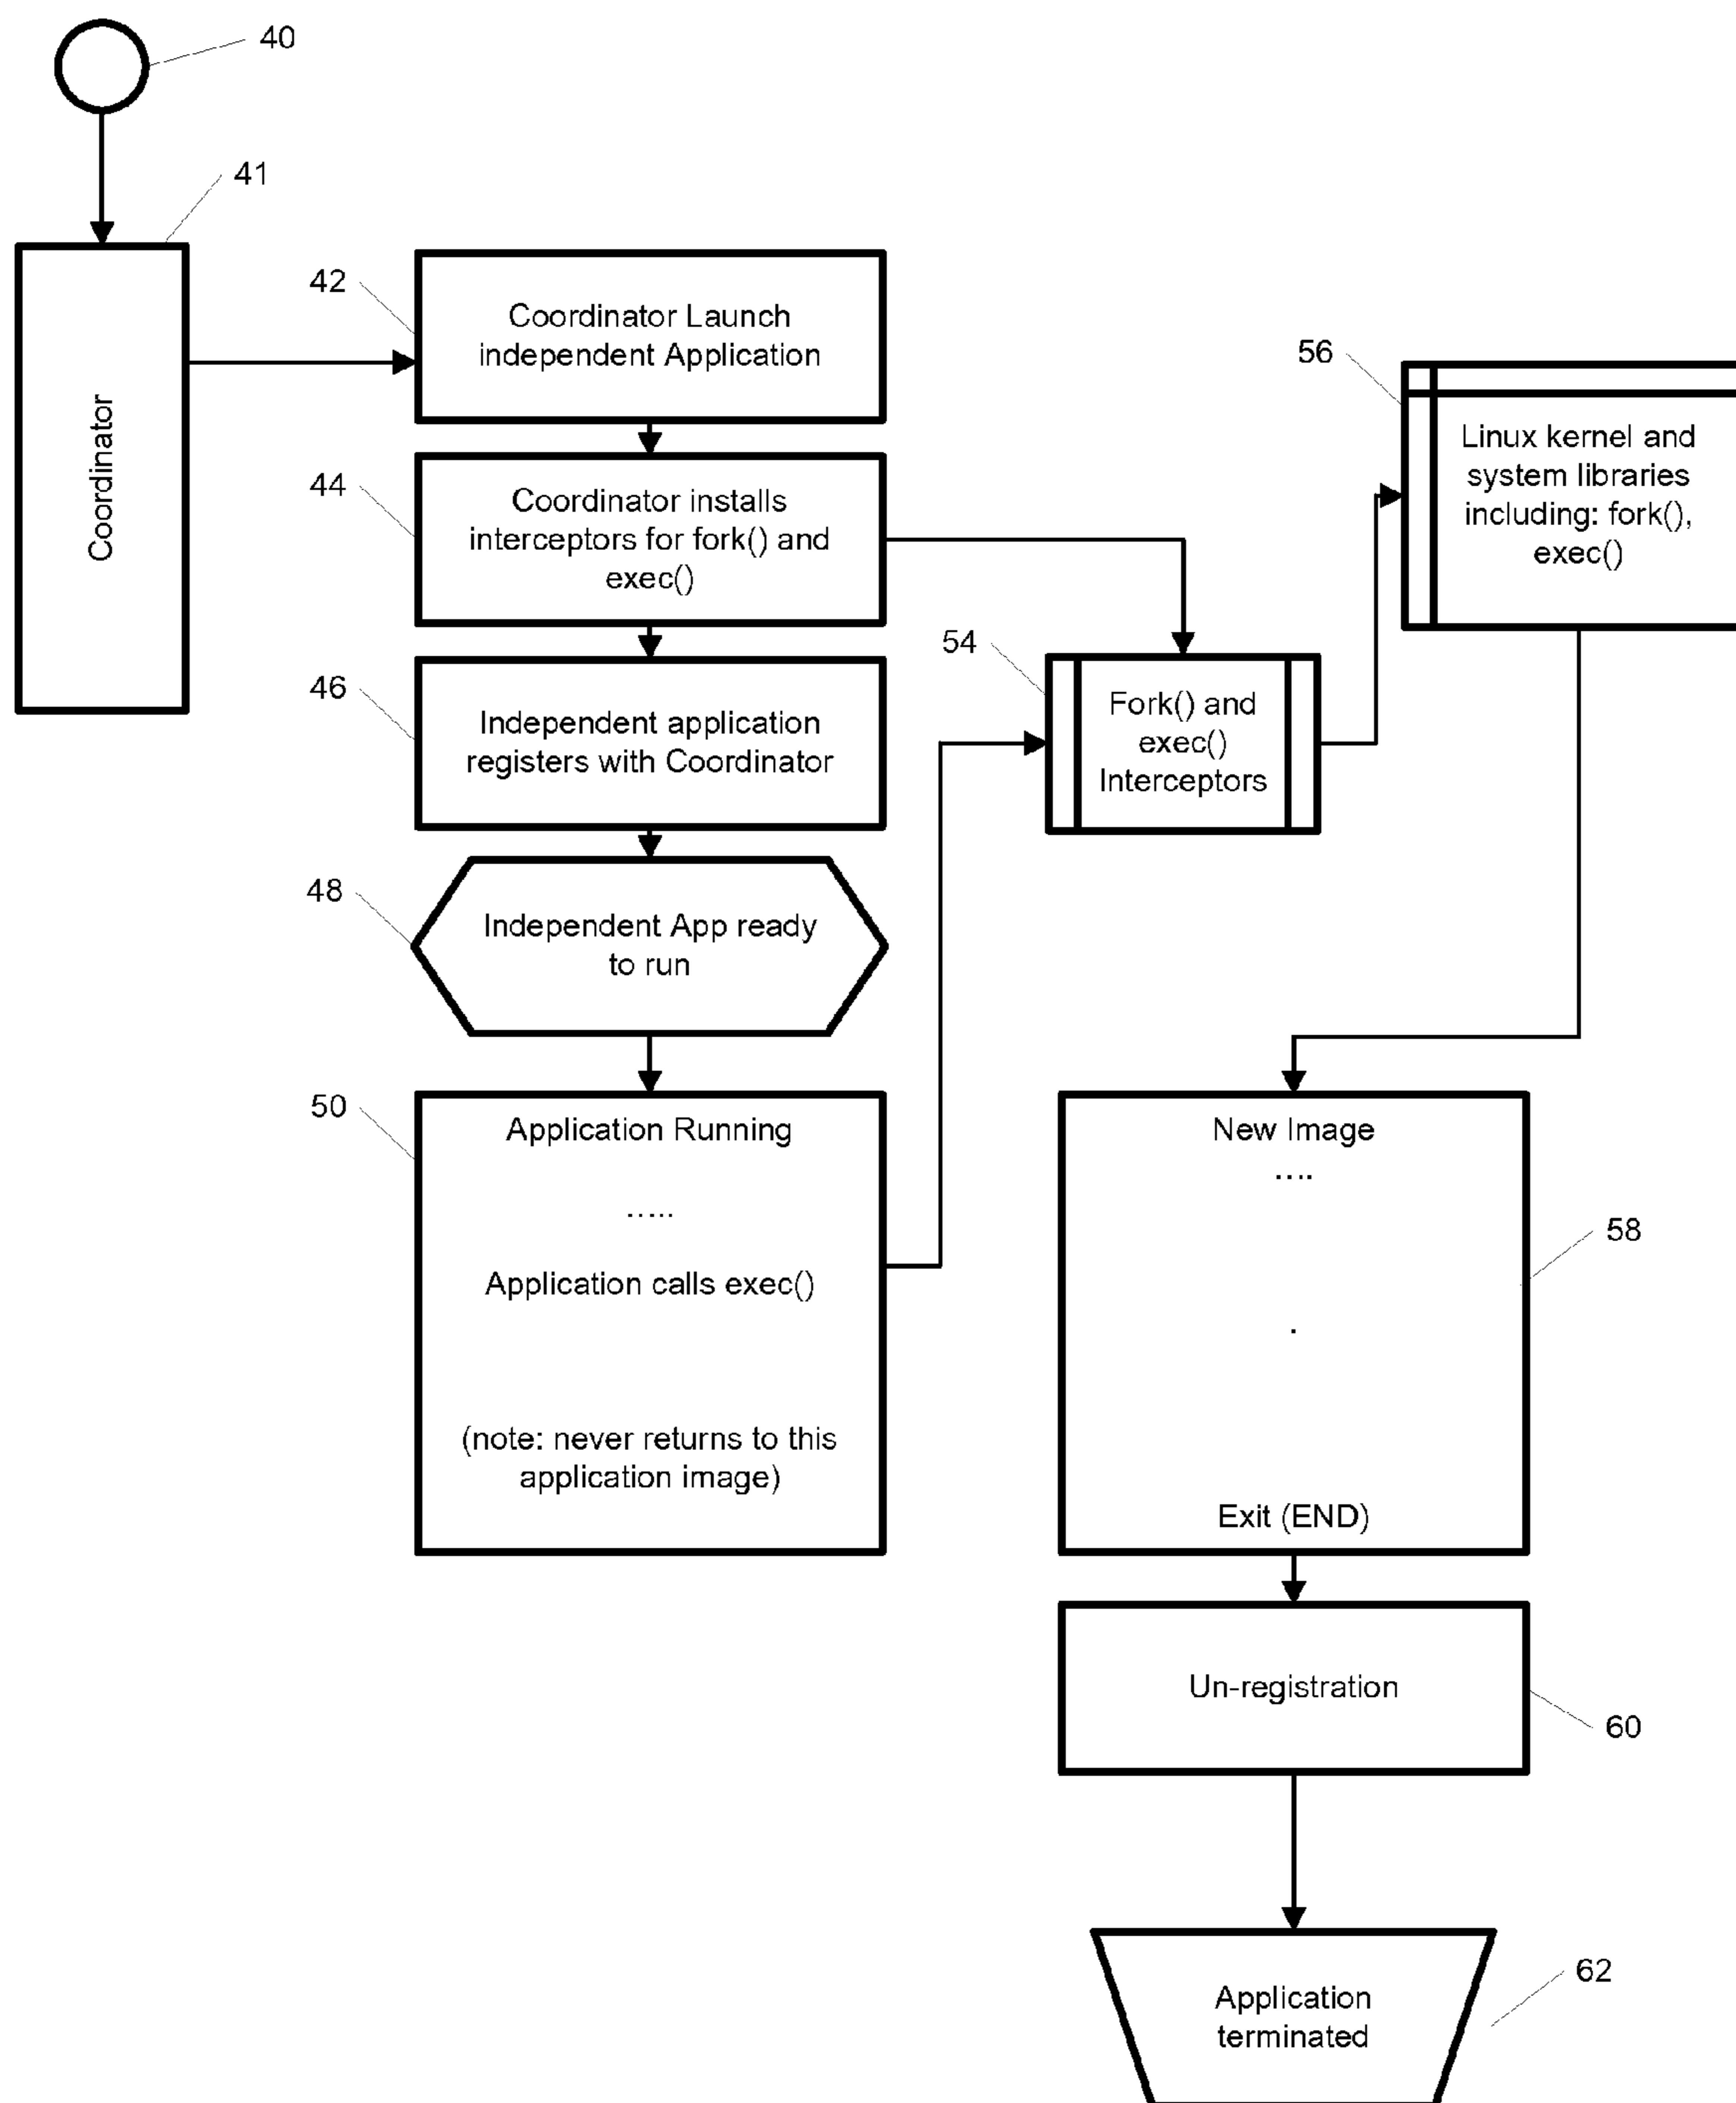 40
41
Coordinator
42
Coordinator Launch
independent Application
44
Coordinator installs
interceptors for fork() and
exec()
46
Independent application
registers with Coordinator
48
Independent App ready
to run
50
Application Running
.....
Application calls exec()
(note: never returns to this
application image)
54
Fork() and
exec()
Interceptors
56
Linux kernel and
system libraries
including: fork(),
exec()
New Image
....
.
Exit (END)
58
Un-registration
60
Application
terminated
62